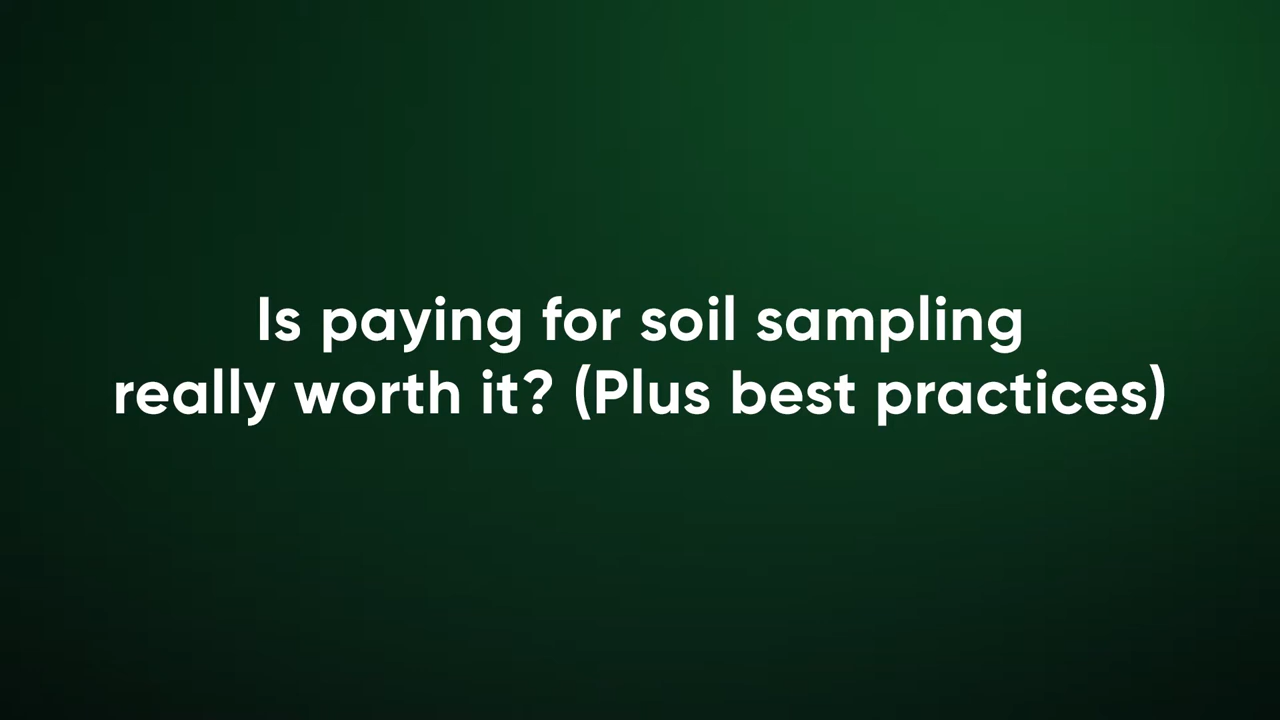 Is paying for soil sampling
really worth it? (Plus best practices)